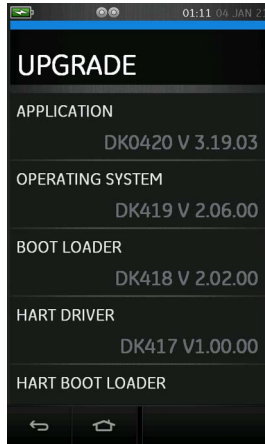 01:11 04 JAN 21
UPGRADE
APPLICATION
DK0420 V 3.19.03
OPERATING SYSTEM
DK419 V 2.06.00
BOOT LOADER
DK418 V 2.02.00
HART DRIVER
DK417 V1.00.00
HART BOOT LOADER